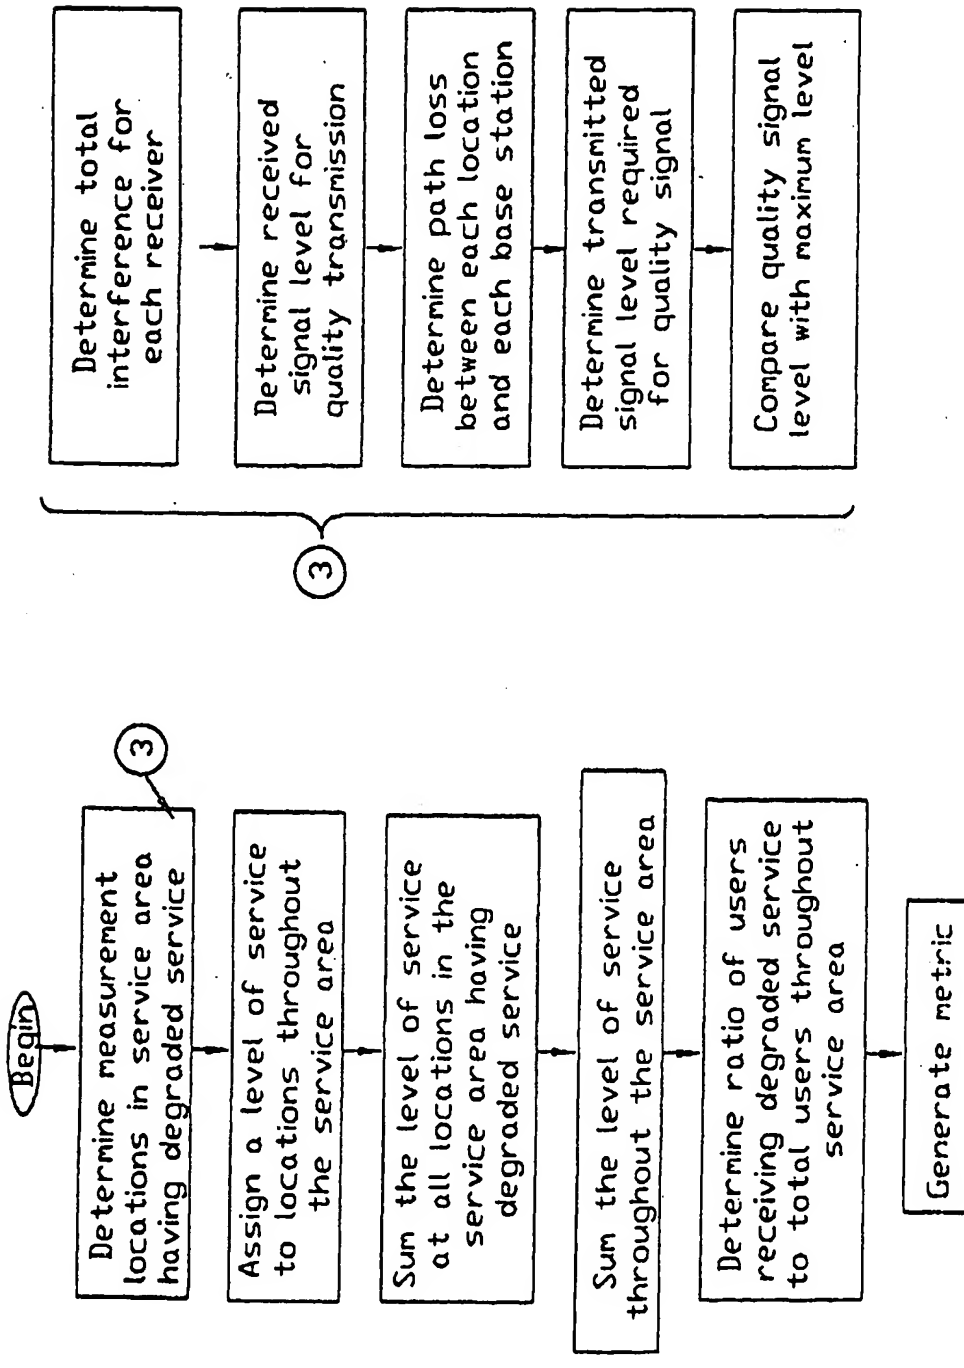 Begin
Determine measurement
locations in service area
having degraded service
3
Assign a level of service
to locations throughout
the service area
Sum the level of service
at all locations in the
service area having
degraded service
Sum the level of service
throughout the service area
Determine ratio of users
receiving degraded service
to total users throughout
service area
Generate metric
3
Determine total
interference for
each receiver
Determine received
signal level for
quality transmission
Determine path loss
between each location
and each base station
Determine transmitted
signal level required
for quality signal
Compare quality signal
level with maximum level